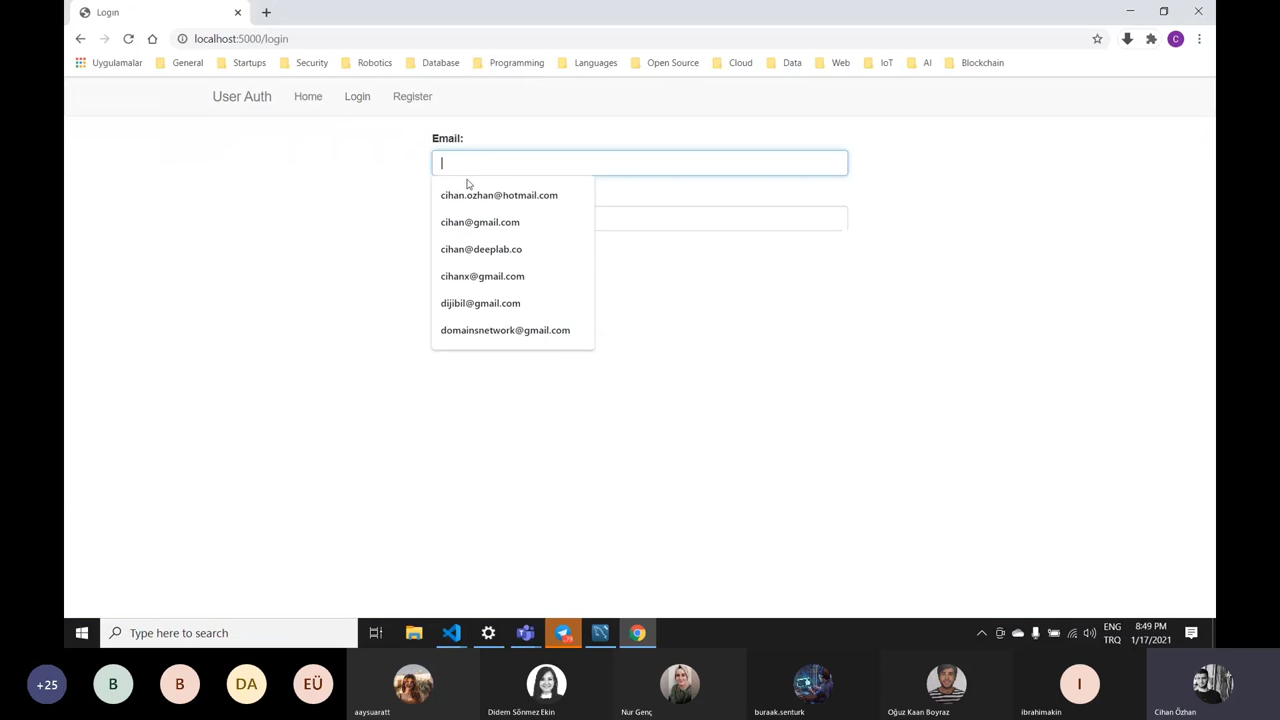 Login
localhost:5000/login
Uygulamalar General Startups Security Robotics Database Programming Languages Open Source Cloud Data Web IoT AI Blockchain
User Auth Home Login Register
Email:
cihan.ozhan@hotmail.com
cihan@gmail.com
cihan@deeplab.co
cihanx@gmail.com
dijibil@gmail.com
domainsnetwork@gmail.com
Type here to search
ENG 8:49 PM
TRQ 1/17/2021
+25 B B DA EÜ I
aaysuaratt Didem Sönmez Ekin Nur Genç buraak.senturk Oğuz Kaan Boyraz ibrahimakin Cihan Özhan